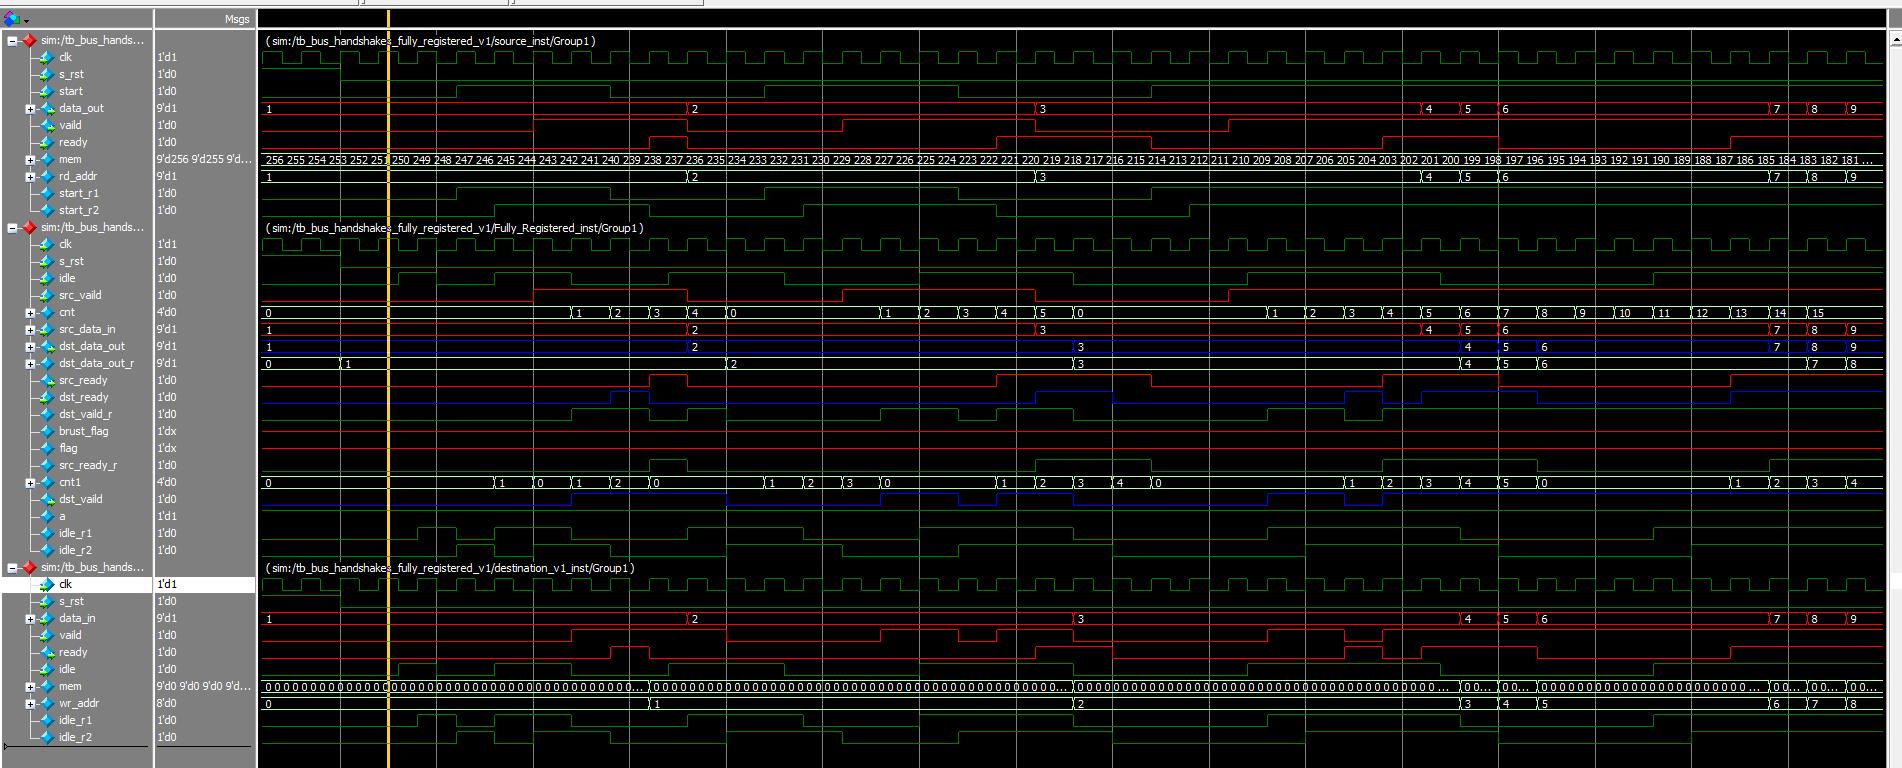 Msgs
sim:/tb_bus_hands... (sim:/tb_bus_handshake_fully_registered_v1/source_inst/Group1)
clk 1'd1
s_rst 1'd0
start 1'd0
data_out 9'd1 1 2 3 4 5 6 7 8 9
vaild 1'd0
ready 1'd0
mem 9'd256 9'd255 9'd... 256 255 254 253 252 251 250 249 248 247 246 245 244 243 242 241 240 239 238 237 236 235 234 233 232 231 230 229 228 227 226 225 224 223 222 221 220 219 218 217 216 215 214 213 212 211 210 209 208 207 206 205 204 203 202 201 200 199 198 197 196 195 194 193 192 191 190 189 188 187 186 185 184 183 182 181 ...
rd_addr 9'd1 1 2 3 4 5 6 7 8 9
start_r1 1'd0
start_r2 1'd0
sim:/tb_bus_hands... (sim:/tb_bus_handshake_fully_registered_v1/Fully_Registered_inst/Group1)
clk 1'd1
s_rst 1'd0
idle 1'd0
src_vaild 1'd0
cnt 4'd0 0 1 2 3 4 0 1 2 3 4 5 0 1 2 3 4 5 6 7 8 9 10 11 12 13 14 15
src_data_in 9'd1 1 2 3 4 5 6 7 8 9
dst_data_out 9'd1 1 2 3 4 5 6 7 8 9
dst_data_out_r 9'd1 0 1 2 3 4 5 6 7 8
src_ready 1'd0
dst_ready 1'd0
dst_vaild_r 1'd0
brust_flag 1'dx
flag 1'dx
src_ready_r 1'd0
cnt1 4'd0 0 1 0 1 2 0 1 2 3 0 1 2 3 4 0 1 2 3 4 5 0 1 2 3 4
dst_vaild 1'd0
a 1'd1
idle_r1 1'd0
idle_r2 1'd0
sim:/tb_bus_hands... (sim:/tb_bus_handshake_fully_registered_v1/destination_v1_inst/Group1)
clk 1'd1
s_rst 1'd0
data_in 9'd1 1 2 3 4 5 6 7 8 9
vaild 1'd0
ready 1'd0
idle 1'd0
mem 9'd0 9'd0 9'd0 9'd...
wr_addr 8'd0 0 1 2 3 4 5 6 7 8
idle_r1 1'd0
idle_r2 1'd0